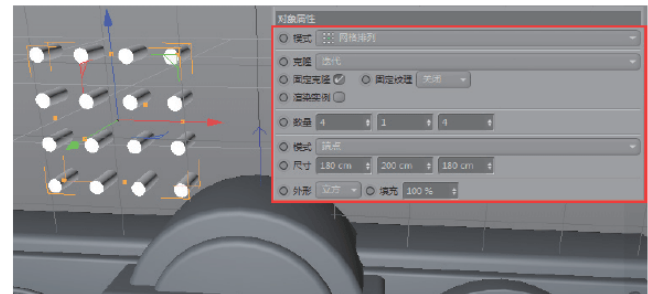 对象属性
模式 网格排列
克隆 迭代
固定克隆 固定纹理 关闭
渲染实例
数量 4 1 4
模式 端点
尺寸 180 cm 200 cm 180 cm
外形 立方 填充 100 %